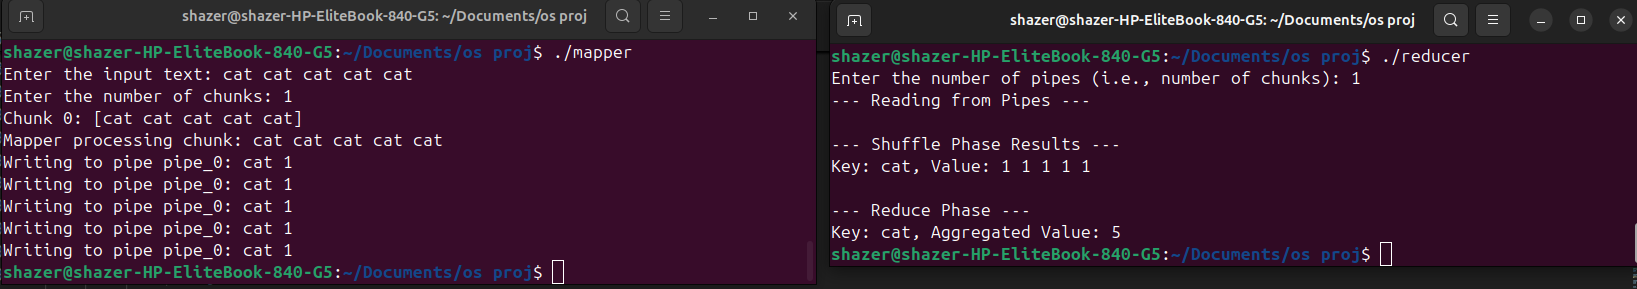 shazer@shazer-HP-EliteBook-840-G5: ~/Documents/os proj
shazer@shazer-HP-EliteBook-840-G5:~/Documents/os proj$ ./mapper
Enter the input text: cat cat cat cat cat
Enter the number of chunks: 1
Chunk 0: [cat cat cat cat cat]
Mapper processing chunk: cat cat cat cat cat
Writing to pipe pipe_0: cat 1
Writing to pipe pipe_0: cat 1
Writing to pipe pipe_0: cat 1
Writing to pipe pipe_0: cat 1
Writing to pipe pipe_0: cat 1
shazer@shazer-HP-EliteBook-840-G5:~/Documents/os proj$
shazer@shazer-HP-EliteBook-840-G5: ~/Documents/os proj
shazer@shazer-HP-EliteBook-840-G5:~/Documents/os proj$ ./reducer
Enter the number of pipes (i.e., number of chunks): 1
--- Reading from Pipes ---
--- Shuffle Phase Results ---
Key: cat, Value: 1 1 1 1 1
--- Reduce Phase ---
Key: cat, Aggregated Value: 5
shazer@shazer-HP-EliteBook-840-G5:~/Documents/os proj$